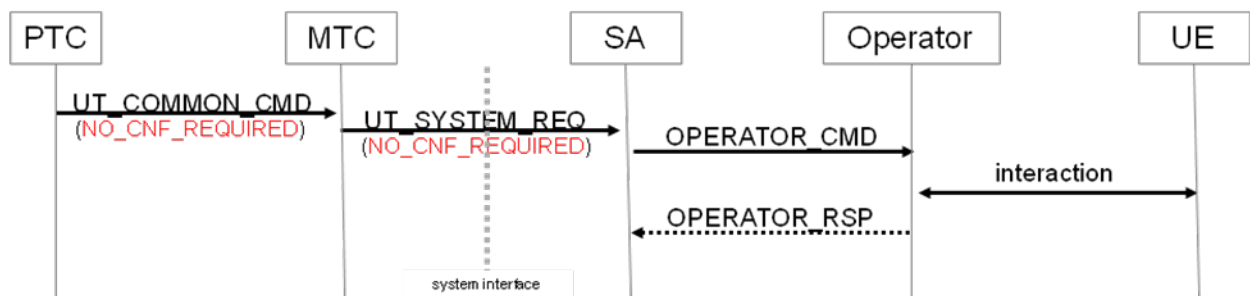 PTC
MTC
SA
Operator
UE
UT_COMMON_CMD
(NO_CNF_REQUIRED)
UT_SYSTEM_REQ
(NO_CNF_REQUIRED)
OPERATOR_CMD
interaction
OPERATOR_RSP
system interface